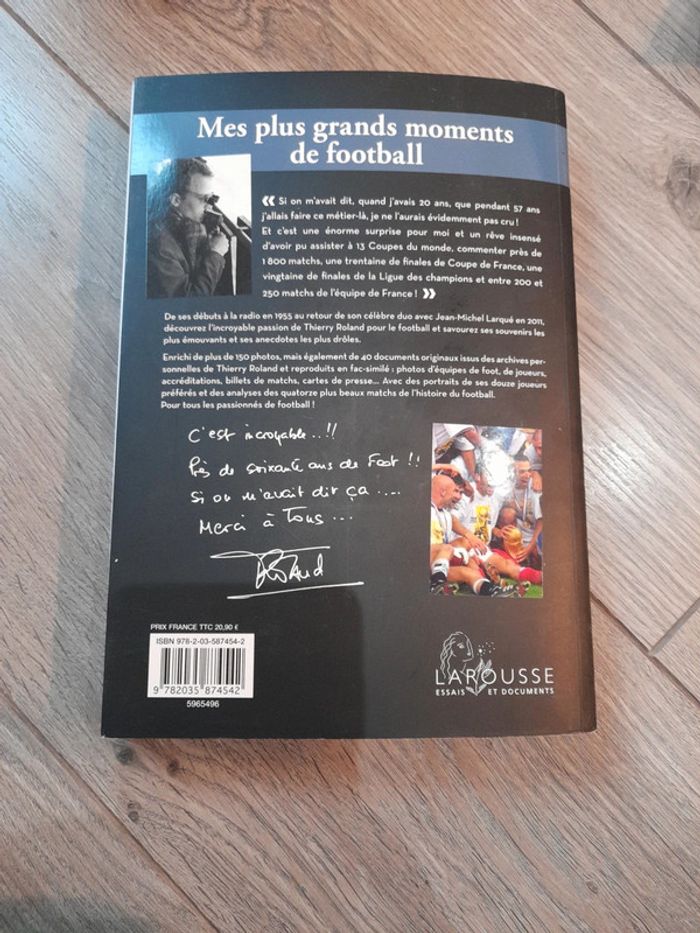 Mes plus grands moments
de football
« Si on m'avait dit, quand j'avais 20 ans, que pendant 57 ans
j'allais faire ce métier-là, je ne l'aurais évidemment pas cru !
Et c'est une énorme surprise pour moi et un rêve insensé
d'avoir pu assister à 13 Coupes du monde, commenter près de
1 800 matchs, une trentaine de finales de Coupe de France, une
vingtaine de finales de la Ligue des champions et entre 200 et
250 matchs de l'équipe de France ! »
De ses débuts à la radio en 1955 au retour de son célèbre duo avec Jean-Michel Larqué en 2011,
découvrez l'incroyable passion de Thierry Roland pour le football et savourez ses souvenirs les
plus émouvants et ses anecdotes les plus drôles.
Enrichi de plus de 150 photos, mais également de 40 documents originaux issus des archives per-
sonnelles de Thierry Roland et reproduits en fac-similé : photos d'équipes de foot, de joueurs,
accréditations, billets de matchs, cartes de presse... Avec des portraits de ses douze joueurs
préférés et des analyses des quatorze plus beaux matchs de l'histoire du football.
Pour tous les passionnés de football !
C'est incroyable..!!
Près de soixante ans de Foot !!
Si on m'avait dit ça....
Merci à Tous...
PRIX FRANCE TTC 20,90 €
ISBN 978-2-03-587454-2
9 782035 874542
5965496
LAROUSSE
ESSAIS ET DOCUMENTS